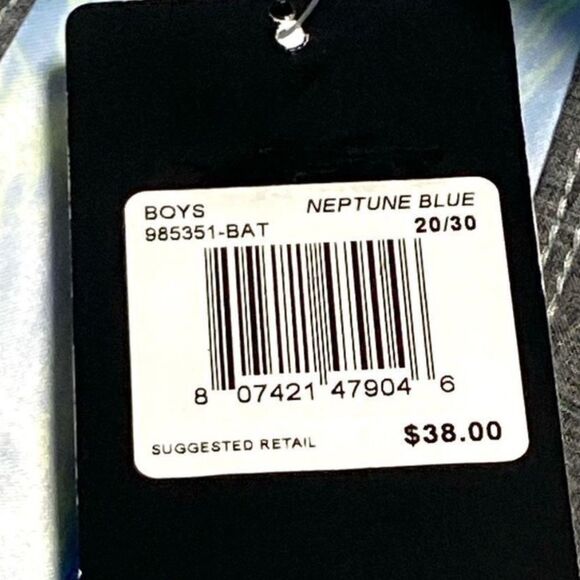 BOYS NEPTUNE BLUE
985351-BAT 20/30
8 07421 47904 6
SUGGESTED RETAIL $38.00